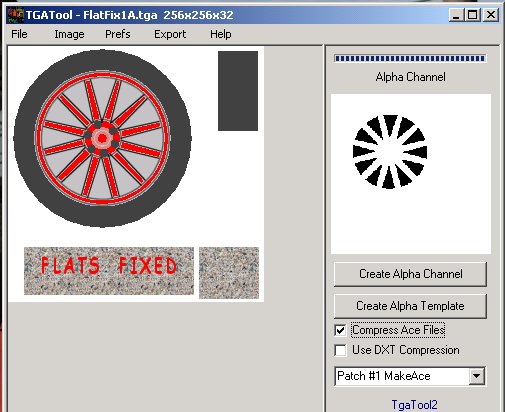 TGATool - FlatFix1A.tga 256x256x32
File Image Prefs Export Help
Alpha Channel
FLATS FIXED
Create Alpha Channel
Create Alpha Template
Compress Ace Files
Use DXT Compression
Patch #1 MakeAce
TgaTool2